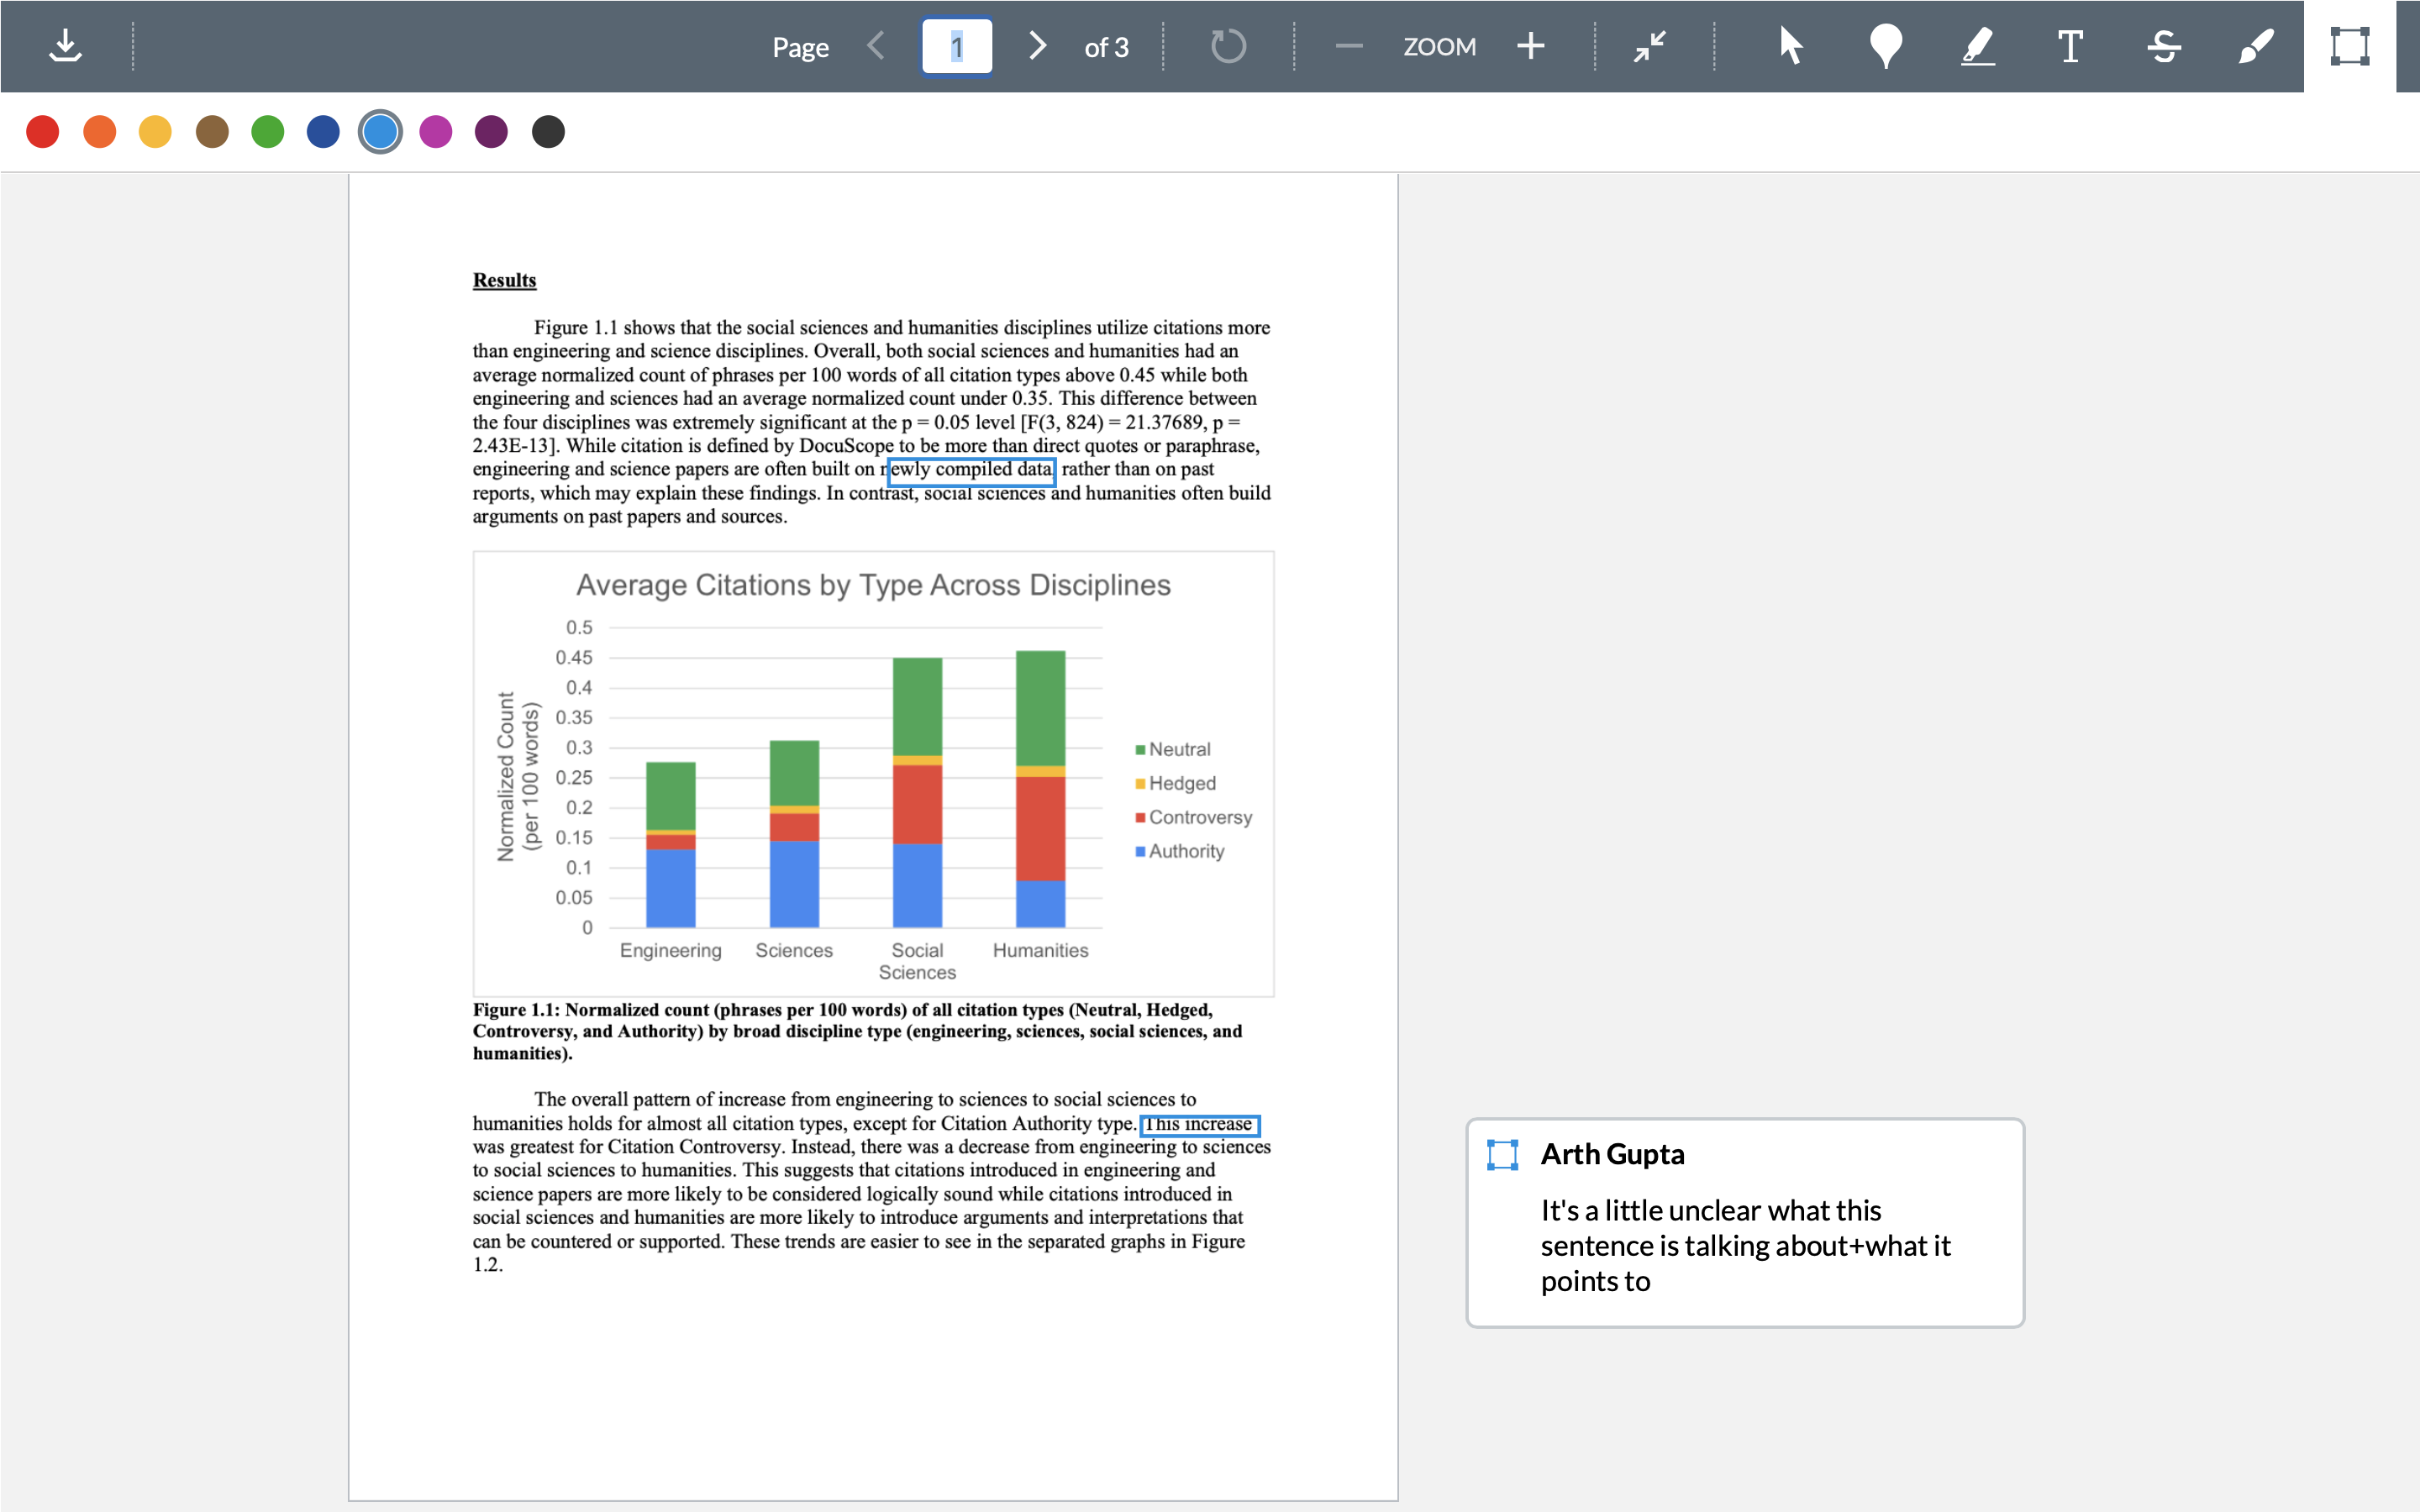 Page 1 of 3 ZOOM T S
Results
Figure 1.1 shows that the social sciences and humanities disciplines utilize citations more
than engineering and science disciplines. Overall, both social sciences and humanities had an
average normalized count of phrases per 100 words of all citation types above 0.45 while both
engineering and sciences had an average normalized count under 0.35. This difference between
the four disciplines was extremely significant at the p = 0.05 level [F(3, 824) = 21.37689, p =
2.43E-13]. While citation is defined by DocuScope to be more than direct quotes or paraphrase,
engineering and science papers are often built on newly compiled data, rather than on past
reports, which may explain these findings. In contrast, social sciences and humanities often build
arguments on past papers and sources.
Average Citations by Type Across Disciplines
Normalized Count
(per 100 words)
0.5
0.45
0.4
0.35
0.3
0.25
0.2
0.15
0.1
0.05
0
Engineering
Sciences
Social
Sciences
Humanities
Neutral
Hedged
Controversy
Authority
Figure 1.1: Normalized count (phrases per 100 words) of all citation types (Neutral, Hedged,
Controversy, and Authority) by broad discipline type (engineering, sciences, social sciences, and
humanities).
The overall pattern of increase from engineering to sciences to social sciences to
humanities holds for almost all citation types, except for Citation Authority type. This increase
was greatest for Citation Controversy. Instead, there was a decrease from engineering to sciences
to social sciences to humanities. This suggests that citations introduced in engineering and
science papers are more likely to be considered logically sound while citations introduced in
social sciences and humanities are more likely to introduce arguments and interpretations that
can be countered or supported. These trends are easier to see in the separated graphs in Figure
1.2.
Arth Gupta
It's a little unclear what this
sentence is talking about+what it
points to